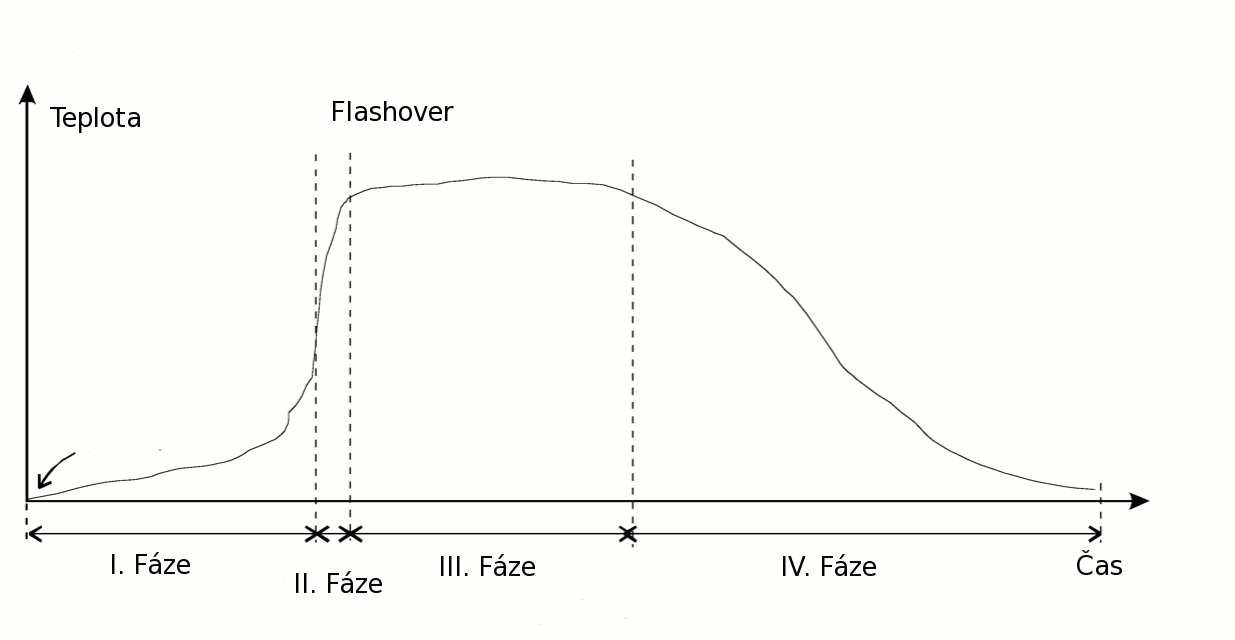 Flashover
Teplota
I. Fáze
II. Fáze
III. Fáze
IV. Fáze
Čas